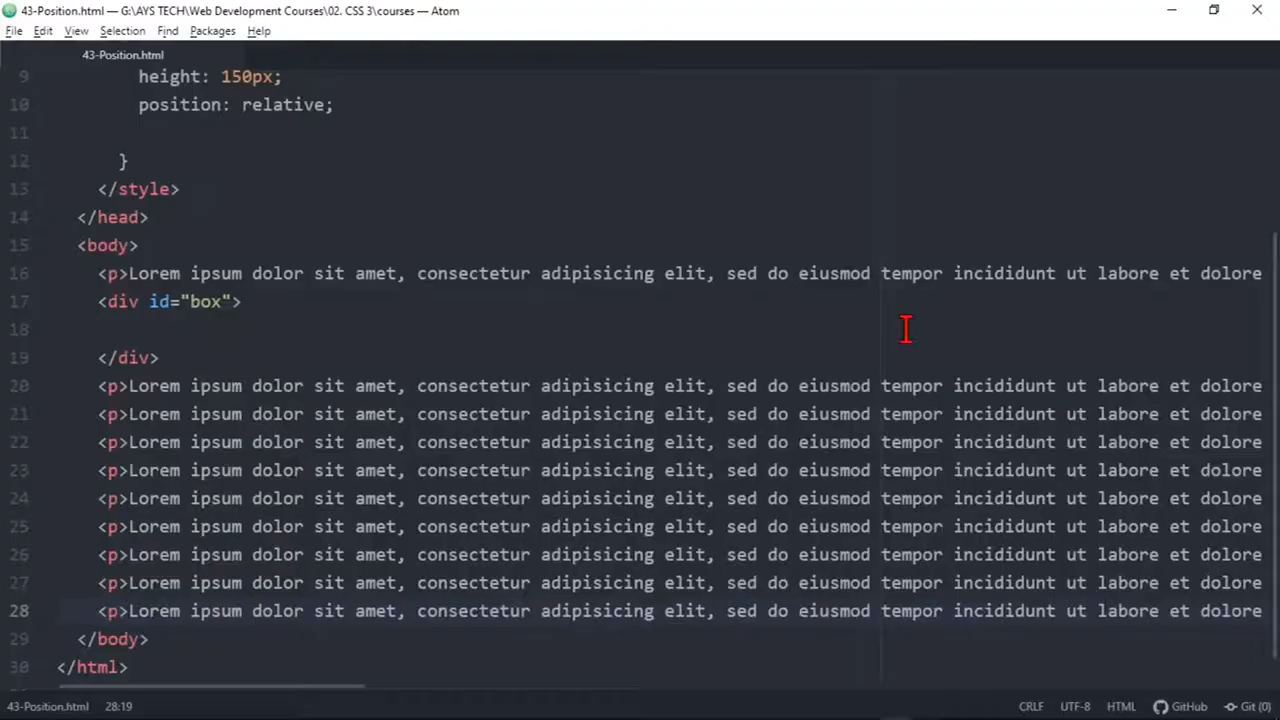 43-Position.html — G:\AYS TECH\Web Development Courses\02. CSS 3\courses — Atom
File Edit View Selection Find Packages Help
43-Position.html
9 height: 150px;
10 position: relative;
11
12 }
13 </style>
14 </head>
15 <body>
16 <p>Lorem ipsum dolor sit amet, consectetur adipisicing elit, sed do eiusmod tempor incididunt ut labore et dolore
17 <div id="box">
18
19 </div>
20 <p>Lorem ipsum dolor sit amet, consectetur adipisicing elit, sed do eiusmod tempor incididunt ut labore et dolore
21 <p>Lorem ipsum dolor sit amet, consectetur adipisicing elit, sed do eiusmod tempor incididunt ut labore et dolore
22 <p>Lorem ipsum dolor sit amet, consectetur adipisicing elit, sed do eiusmod tempor incididunt ut labore et dolore
23 <p>Lorem ipsum dolor sit amet, consectetur adipisicing elit, sed do eiusmod tempor incididunt ut labore et dolore
24 <p>Lorem ipsum dolor sit amet, consectetur adipisicing elit, sed do eiusmod tempor incididunt ut labore et dolore
25 <p>Lorem ipsum dolor sit amet, consectetur adipisicing elit, sed do eiusmod tempor incididunt ut labore et dolore
26 <p>Lorem ipsum dolor sit amet, consectetur adipisicing elit, sed do eiusmod tempor incididunt ut labore et dolore
27 <p>Lorem ipsum dolor sit amet, consectetur adipisicing elit, sed do eiusmod tempor incididunt ut labore et dolore
28 <p>Lorem ipsum dolor sit amet, consectetur adipisicing elit, sed do eiusmod tempor incididunt ut labore et dolore
29 </body>
30 </html>
43-Position.html 28:19 CRLF UTF-8 HTML GitHub Git (0)